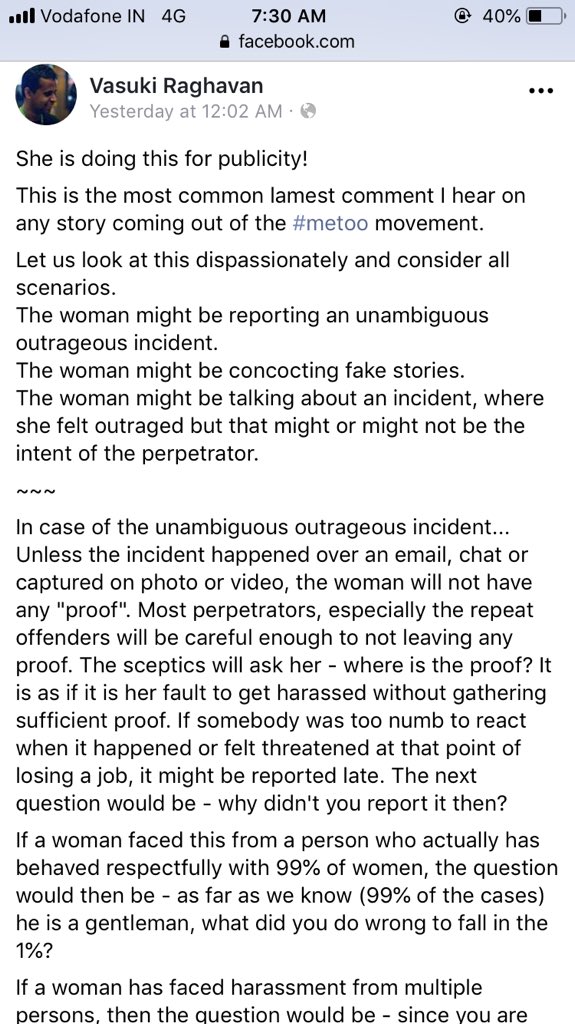 Vodafone IN 4G 7:30 AM 40%
facebook.com
Vasuki Raghavan
Yesterday at 12:02 AM ·
She is doing this for publicity!
This is the most common lamest comment I hear on
any story coming out of the #metoo movement.
Let us look at this dispassionately and consider all
scenarios.
The woman might be reporting an unambiguous
outrageous incident.
The woman might be concocting fake stories.
The woman might be talking about an incident, where
she felt outraged but that might or might not be the
intent of the perpetrator.
~~~
In case of the unambiguous outrageous incident...
Unless the incident happened over an email, chat or
captured on photo or video, the woman will not have
any "proof". Most perpetrators, especially the repeat
offenders will be careful enough to not leaving any
proof. The sceptics will ask her - where is the proof? It
is as if it is her fault to get harassed without gathering
sufficient proof. If somebody was too numb to react
when it happened or felt threatened at that point of
losing a job, it might be reported late. The next
question would be - why didn't you report it then?
If a woman faced this from a person who actually has
behaved respectfully with 99% of women, the question
would then be - as far as we know (99% of the cases)
he is a gentleman, what did you do wrong to fall in the
1%?
If a woman has faced harassment from multiple
persons, then the question would be - since you are